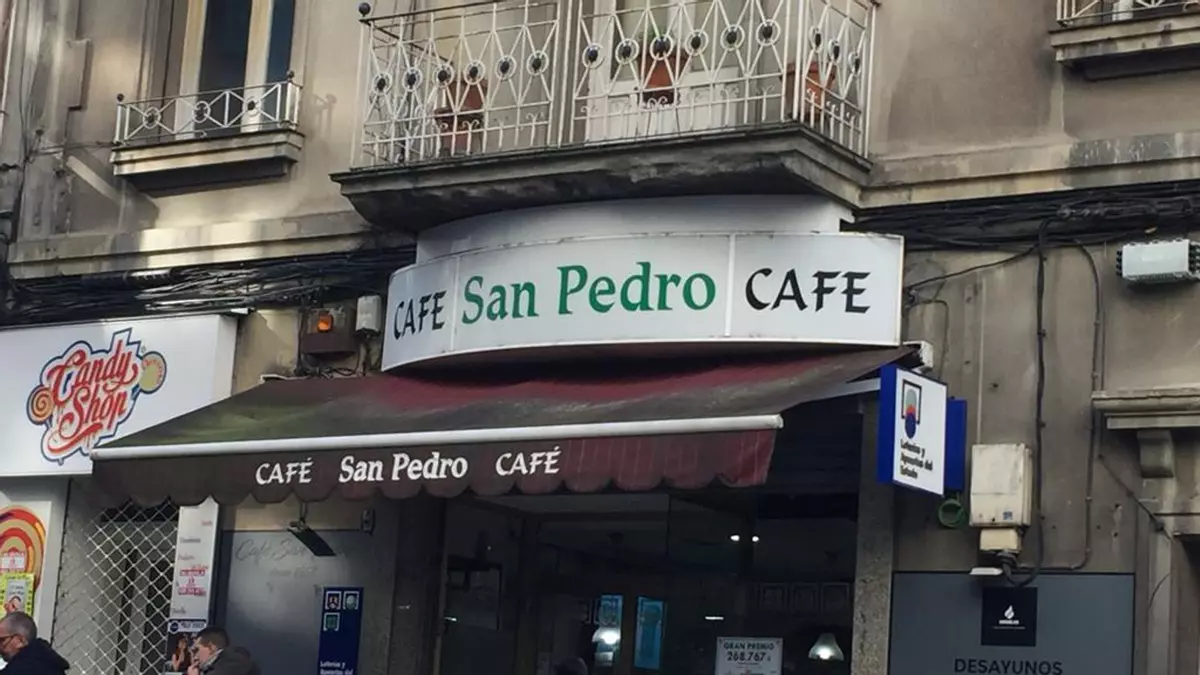 CAFE San Pedro CAFE
Candy
Shop
CAFÉ San Pedro CAFÉ
Loterías y
Apuestas del
Estado
Loterías y
GRAN PREMIO
268.767€
DESAYUNOS